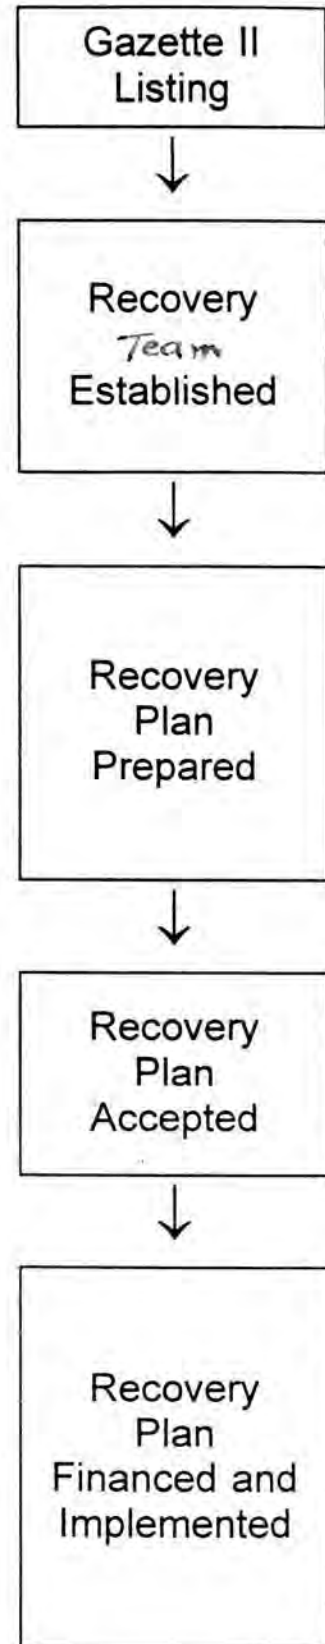 Gazette II
Listing
Recovery
Team
Established
Recovery
Plan
Prepared
Recovery
Plan
Accepted
Recovery
Plan
Financed and
Implemented